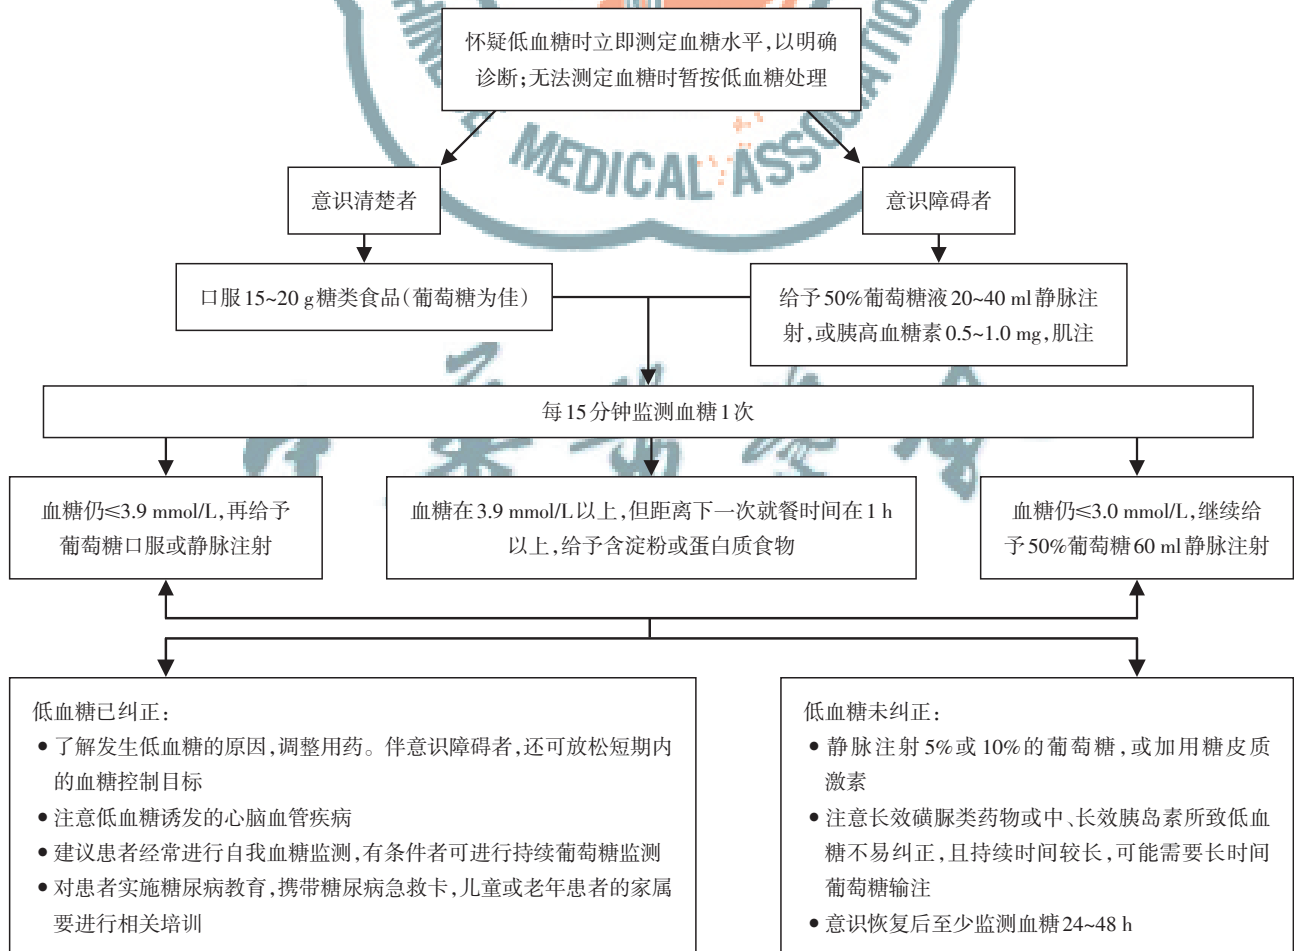 怀疑低血糖时立即测定血糖水平,以明确
诊断;无法测定血糖时暂按低血糖处理
MEDICAL ASSOCIATION
意识清楚者
意识障碍者
口服15~20 g糖类食品(葡萄糖为佳)
给予50%葡萄糖液20~40 ml静脉注
射,或胰高血糖素0.5~1.0 mg,肌注
每15分钟监测血糖1次
血糖仍≤3.9 mmol/L,再给予
葡萄糖口服或静脉注射
血糖在3.9 mmol/L以上,但距离下一次就餐时间在1 h
以上,给予含淀粉或蛋白质食物
血糖仍≤3.0 mmol/L,继续给
予50%葡萄糖60 ml静脉注射
低血糖已纠正:
●了解发生低血糖的原因,调整用药。伴意识障碍者,还可放松短期内
的血糖控制目标
●注意低血糖诱发的心脑血管疾病
●建议患者经常进行自我血糖监测,有条件者可进行持续葡萄糖监测
●对患者实施糖尿病教育,携带糖尿病急救卡,儿童或老年患者的家属
要进行相关培训
低血糖未纠正:
●静脉注射5%或10%的葡萄糖,或加用糖皮质
激素
●注意长效磺脲类药物或中、长效胰岛素所致低血
糖不易纠正,且持续时间较长,可能需要长时间
葡萄糖输注
●意识恢复后至少监测血糖24~48 h